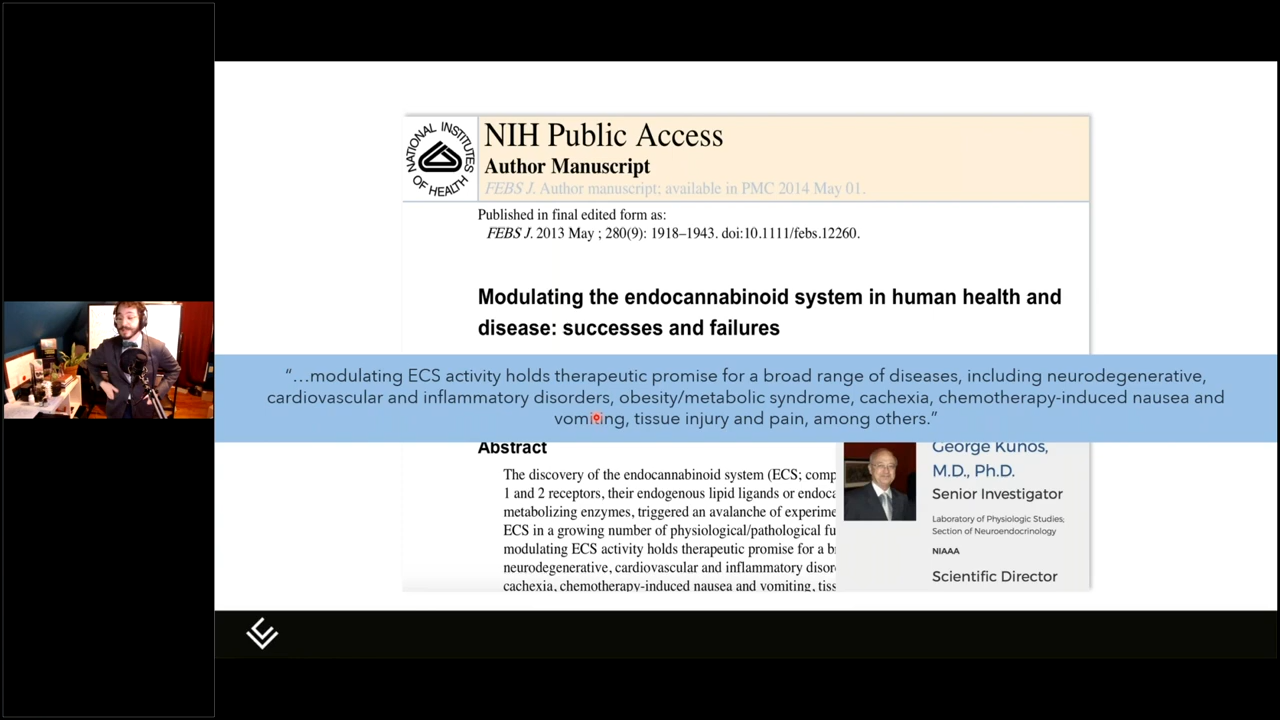 NATIONAL INSTITUTES OF HEALTH
NIH Public Access
Author Manuscript
FEBS J. Author manuscript; available in PMC 2014 May 01.
Published in final edited form as:
FEBS J. 2013 May ; 280(9): 1918–1943. doi:10.1111/febs.12260.
Modulating the endocannabinoid system in human health and
disease: successes and failures
“…modulating ECS activity holds therapeutic promise for a broad range of diseases, including neurodegenerative,
cardiovascular and inflammatory disorders, obesity/metabolic syndrome, cachexia, chemotherapy-induced nausea and
vomiting, tissue injury and pain, among others.”
Abstract
The discovery of the endocannabinoid system (ECS; comp
1 and 2 receptors, their endogenous lipid ligands or endoca
metabolizing enzymes, triggered an avalanche of experime
ECS in a growing number of physiological/pathological fu
modulating ECS activity holds therapeutic promise for a b
neurodegenerative, cardiovascular and inflammatory disor
cachexia, chemotherapy-induced nausea and vomiting, tiss
George Kunos,
M.D., Ph.D.
Senior Investigator
Laboratory of Physiologic Studies;
Section of Neuroendocrinology
NIAAA
Scientific Director